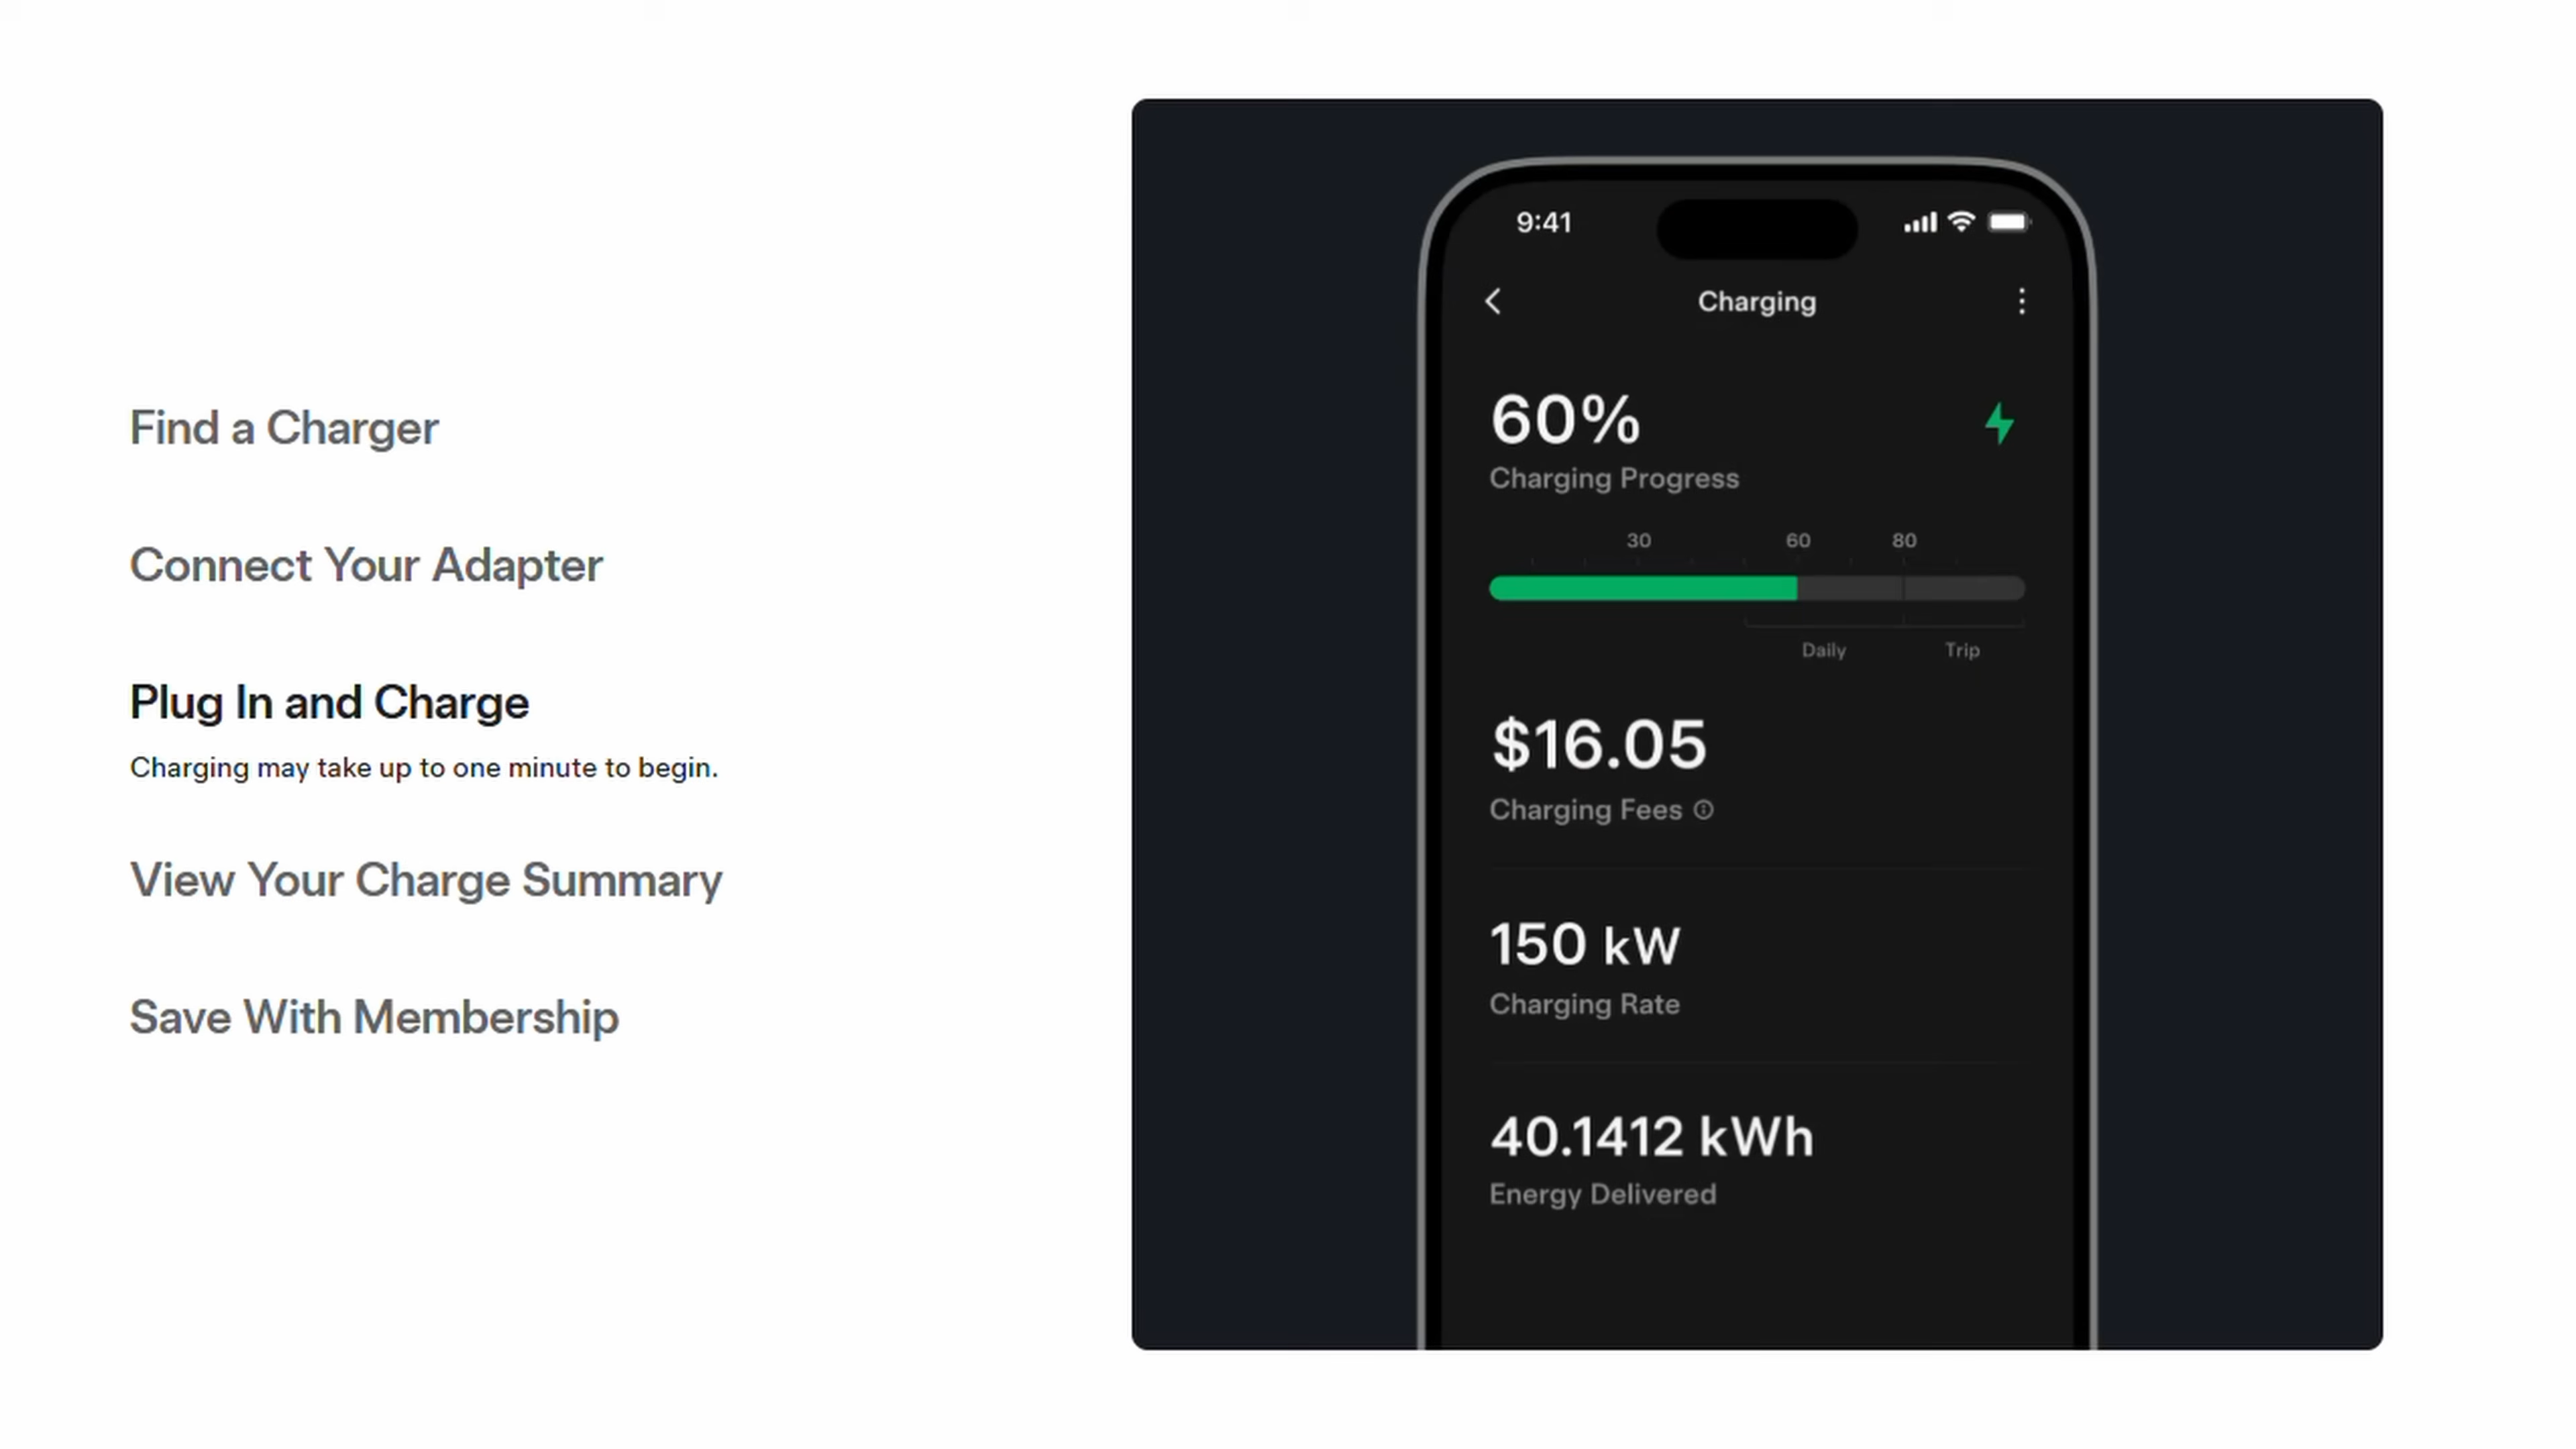 Find a Charger
Connect Your Adapter
Plug In and Charge
Charging may take up to one minute to begin.
View Your Charge Summary
Save With Membership
9:41
Charging
60%
Charging Progress
30 60 80
Daily Trip
$16.05
Charging Fees
150 kW
Charging Rate
40.1412 kWh
Energy Delivered